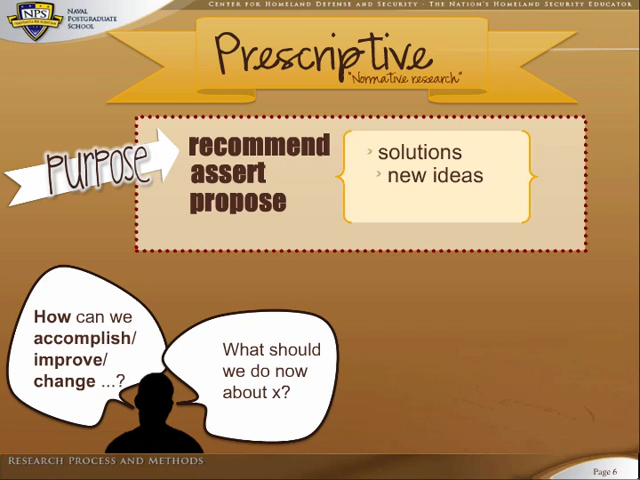 CENTER FOR HOMELAND DEFENSE AND SECURITY · THE NATION'S HOMELAND SECURITY EDUCATOR
NPS
NAVAL
POSTGRADUATE
SCHOOL
Prescriptive
"Normative research"
PURPOSE
recommend
assert
propose
› solutions
› new ideas
How can we
accomplish/
improve/
change ...?
What should
we do now
about x?
RESEARCH PROCESS AND METHODS
Page 6